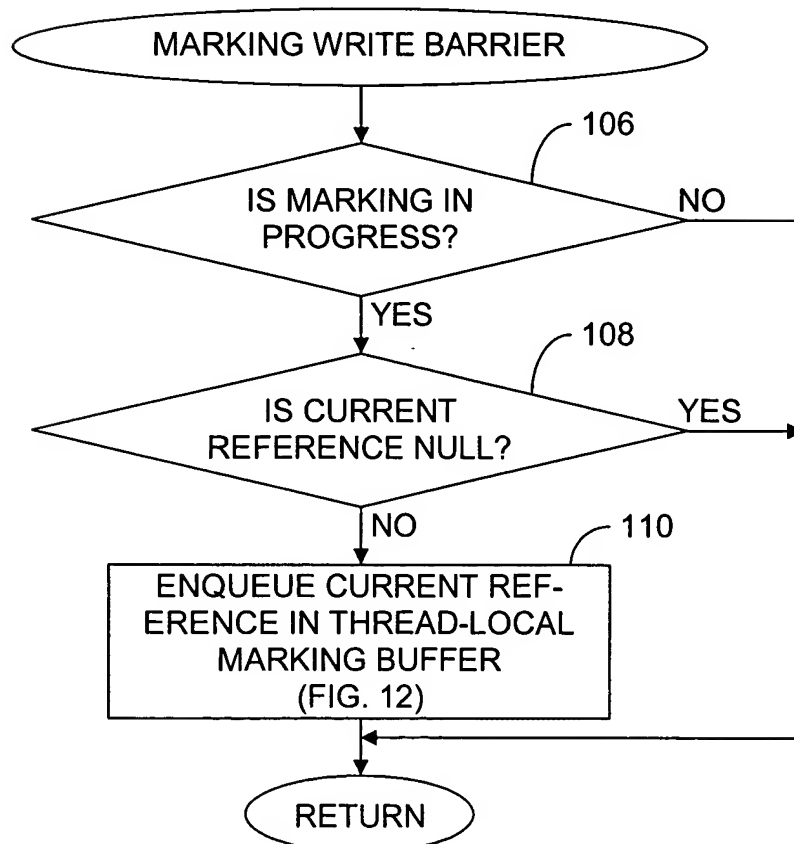 MARKING WRITE BARRIER
106
IS MARKING IN
PROGRESS?
NO
YES
108
IS CURRENT
REFERENCE NULL?
YES
NO
110
ENQUEUE CURRENT REF-
ERENCE IN THREAD-LOCAL
MARKING BUFFER
(FIG. 12)
RETURN